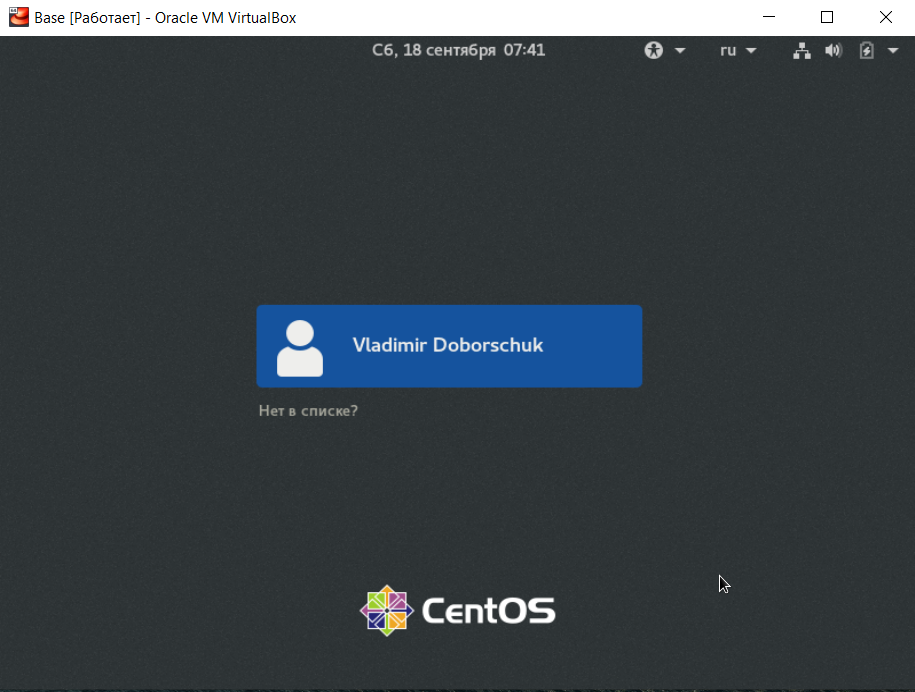 Base [Работает] - Oracle VM VirtualBox
Сб, 18 сентября 07:41
ru
Vladimir Doborschuk
Нет в списке?
CentOS